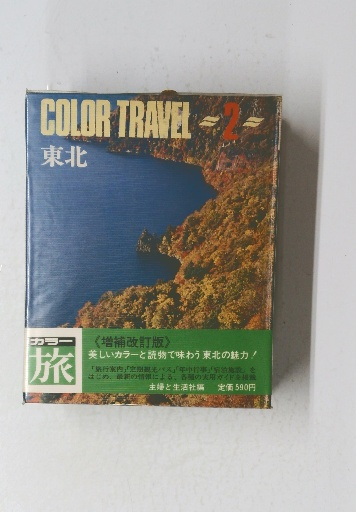 COLOR TRAVEL ~2~
東北
カラー
旅
《増補改訂版》
美しいカラーと読物で味わう東北の魅力!
主婦と生活社編 定価590円